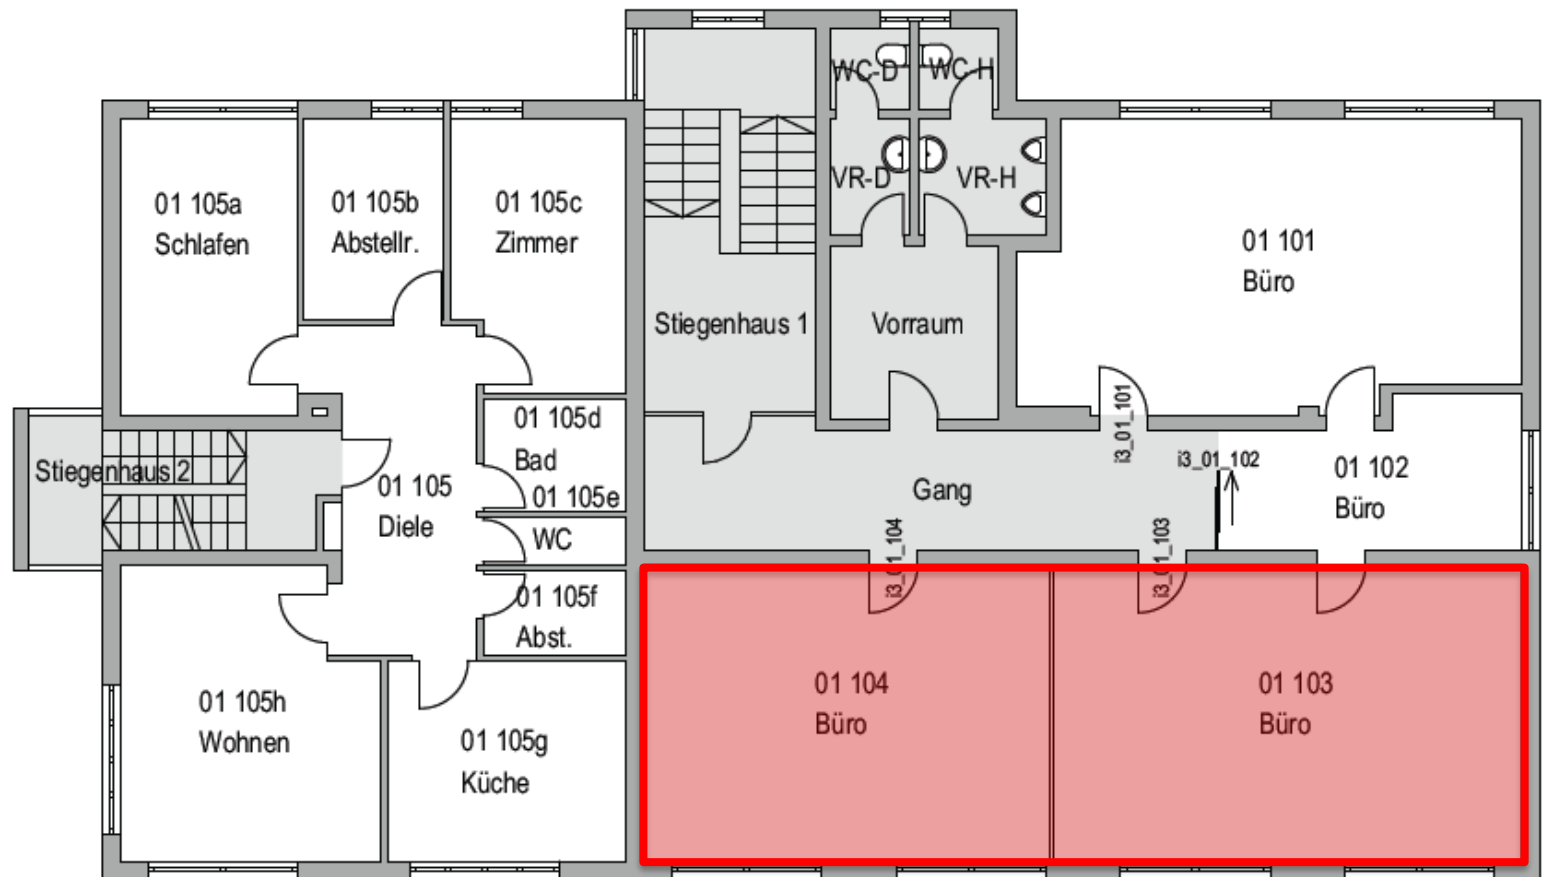 WC-D
WC-H
VR-D
VR-H
01 105a
Schlafen
01 105b
Abstellr.
01 105c
Zimmer
01 101
Büro
Stiegenhaus 1
Vorraum
i3_01_101
01 105d
Bad
01 105e
WC
Stiegenhaus 2
01 105
Diele
Gang
i3_01_102
01 102
Büro
i3_01_104
i3_01_103
01 105f
Abst.
01 105h
Wohnen
01 105g
Küche
01 104
Büro
01 103
Büro